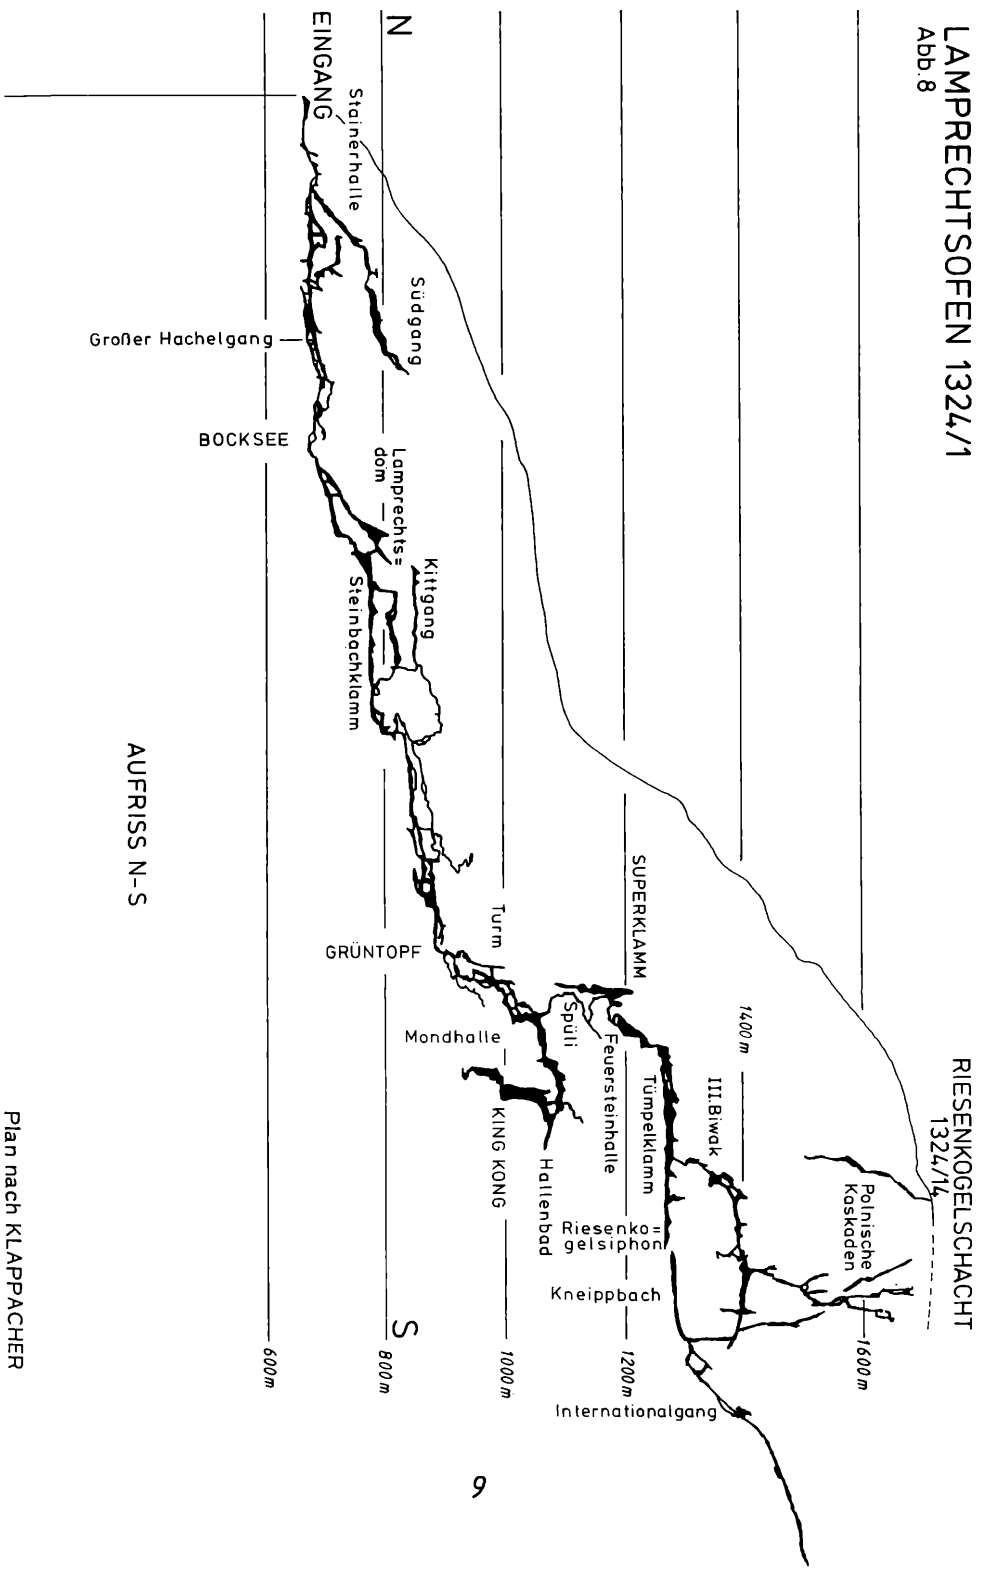 LAMPRECHTSOFEN 1324/1
Abb.8
RIESENKOGELSCHACHT
1324/14
N
S
EINGANG
Stainerhalle
Südgang
Großer Hachelgang
BOCKSEE
Lamprechts=
dom
Kittgang
Steinbachklamm
GRÜNTOPF
Turm
Mondhalle
KING KONG
Hallenbad
Spüli
Feuersteinhalle
SUPERKLAMM
Tümpelklamm
III.Biwak
Riesenko=
gelsiphon
Kneippbach
Internationalgang
Polnische
Kaskaden
1400m
600m
800m
1000m
1200m
1600m
AUFRISS N-S
Plan nach KLAPPACHER
9